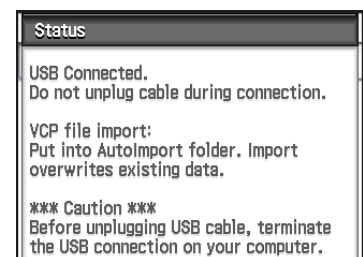 Status
USB Connected.
Do not unplug cable during connection.
VCP file import:
Put into AutoImport folder. Import
overwrites existing data.
*** Caution ***
Before unplugging USB cable, terminate
the USB connection on your computer.